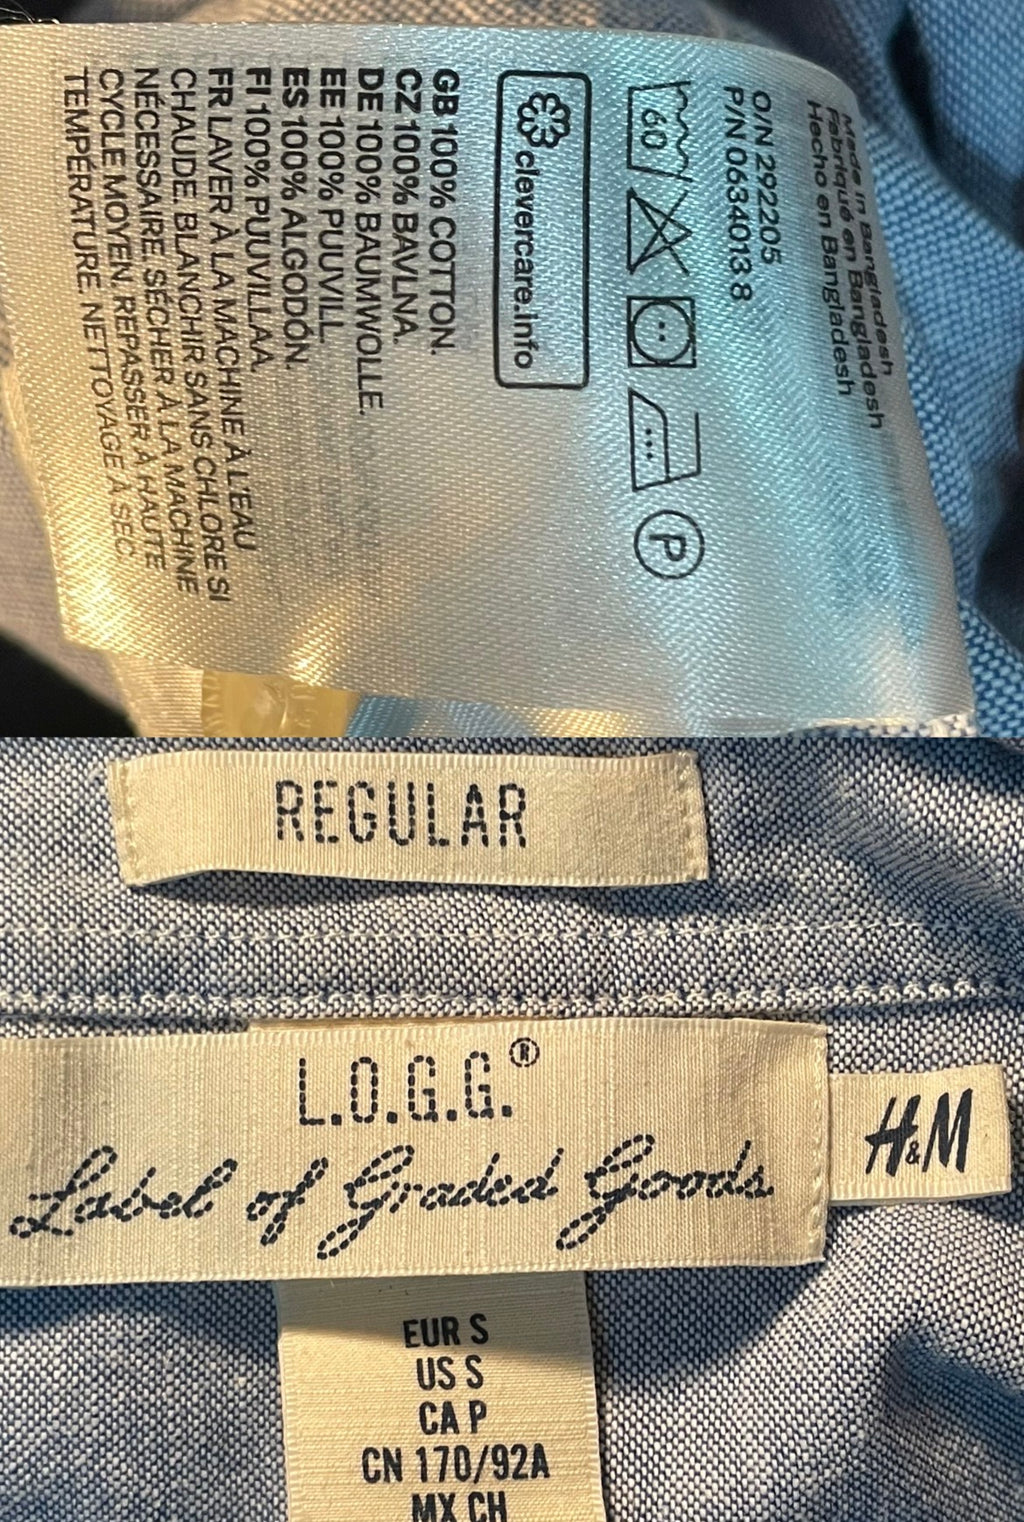 Made in Bangladesh
Fabriqué en Bangladesh
Hecho en Bangladesh
O/N 292205
P/N 0634013 8
60
P
clevercare.info
GB 100% COTTON.
CZ 100% BAVLNA.
DE 100% BAUMWOLLE.
EE 100% PUUVILL.
ES 100% ALGODÓN.
FI 100% PUUVILLAA.
FR LAVER À LA MACHINE À L'EAU
CHAUDE. BLANCHIR SANS CHLORE SI
NÉCESSAIRE. SÉCHER À LA MACHINE
CYCLE MOYEN. REPASSER À HAUTE
TEMPÉRATURE. NETTOYAGE À SEC.
REGULAR
L.O.G.G.®
Label of Graded Goods.
H&M
EUR S
US S
CA P
CN 170/92A
MX CH